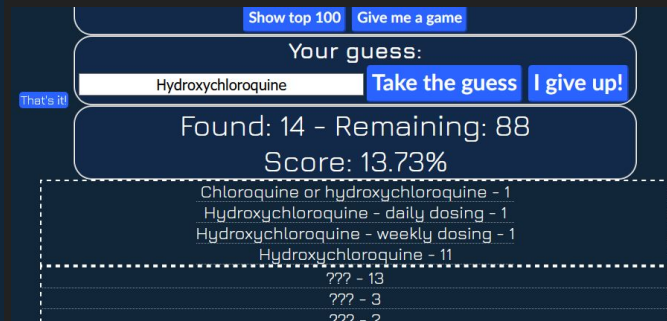 Show top 100 Give me a game
Your guess:
Hydroxychloroquine Take the guess I give up!
That's it!
Found: 14 - Remaining: 88
Score: 13.73%
Chloroquine or hydroxychloroquine - 1
Hydroxychloroquine - daily dosing - 1
Hydroxychloroquine - weekly dosing - 1
Hydroxychloroquine - 11
??? - 13
??? - 3
??? - 2